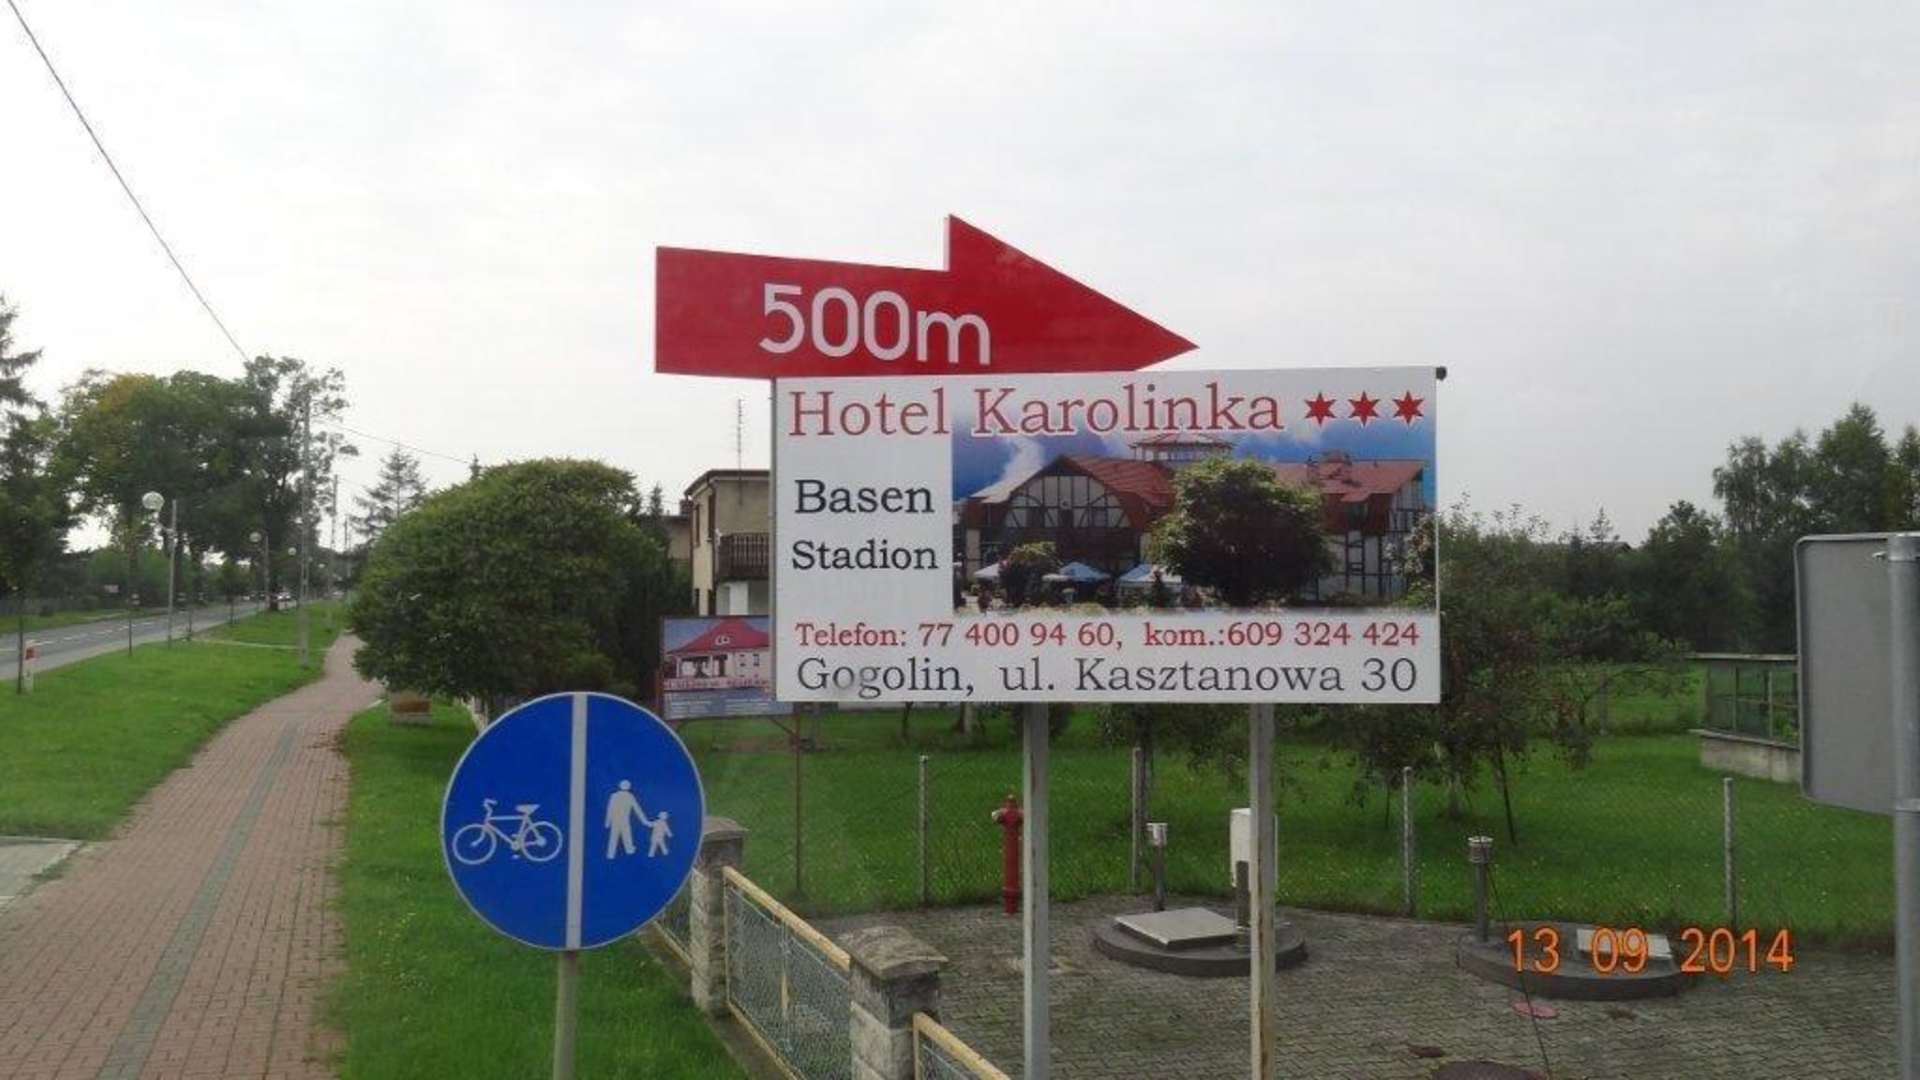 500m
Hotel Karolinka
Basen
Stadion
Telefon: 77 400 94 60, kom.:609 324 424
Gogolin, ul. Kasztanowa 30
13 09 2014